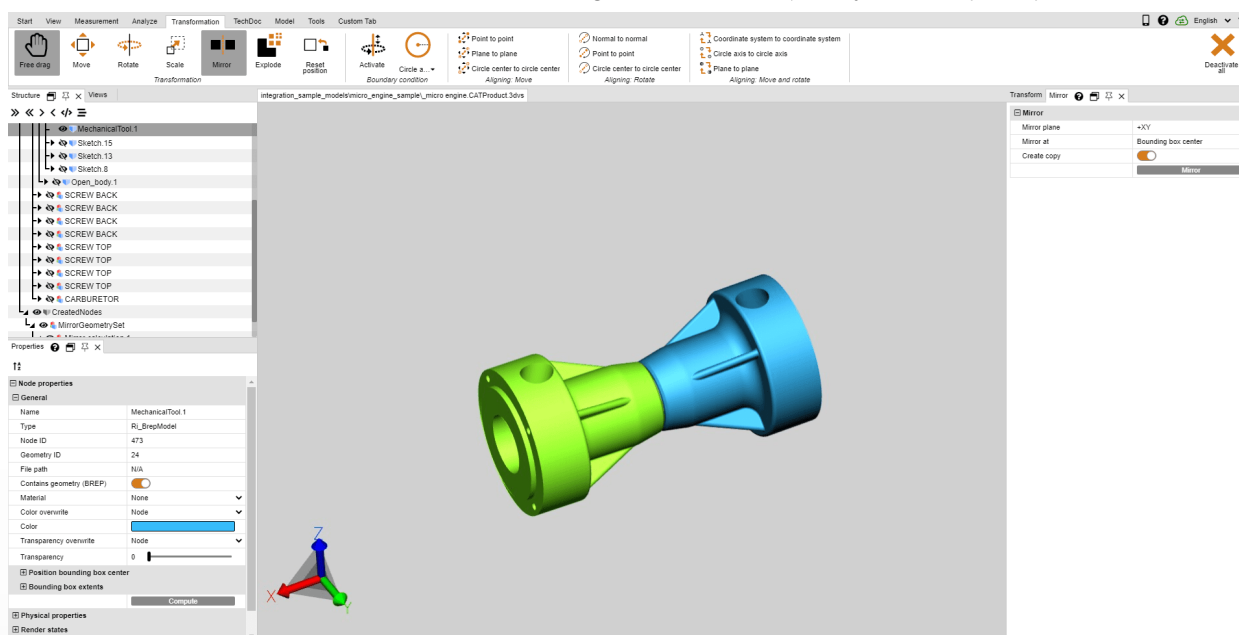 Start View Measurement Analyze Transformation TechDoc Model Tools Custom Tab
English
Free drag Move Rotate Scale Mirror Explode Reset position Activate Circle a...
Transformation
Boundary condition
Point to point
Plane to plane
Circle center to circle center
Aligning: Move
Normal to normal
Point to point
Circle center to circle center
Aligning: Rotate
Coordinate system to coordinate system
Circle axis to circle axis
Plane to plane
Aligning: Move and rotate
Deactivate all
Structure Views
MechanicalTool.1
Sketch.15
Sketch.13
Sketch.8
Open_body.1
SCREW BACK
SCREW BACK
SCREW BACK
SCREW BACK
SCREW TOP
SCREW TOP
SCREW TOP
SCREW TOP
CARBURETOR
CreatedNodes
MirrorGeometrySet
Properties
Node properties
General
Name MechanicalTool.1
Type Ri_BrepModel
Node ID 473
Geometry ID 24
File path N/A
Contains geometry (BREP)
Material None
Color overwrite Node
Color
Transparency overwrite Node
Transparency 0
Position bounding box center
Bounding box extents
Compute
Physical properties
Render states
integration_sample_models\micro_engine_sample\_micro engine.CATProduct.3dvs
Z
X
Y
Transform Mirror
Mirror
Mirror plane +XY
Mirror at Bounding box center
Create copy
Mirror